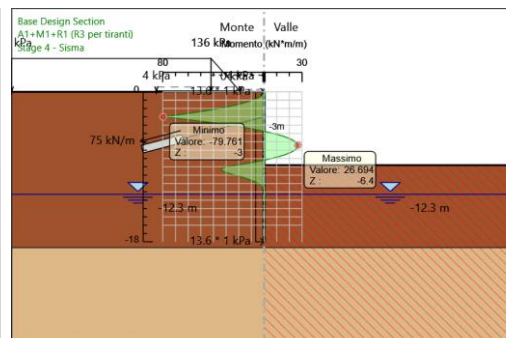 Base Design Section
A1+M1+R1 (R3 per tiranti)
Stage 4 - Sisma
kPa
136 kPa
Monte
Valle
Momento (kN*m/m)
80
30
4 kPa
0
13.6 * 1 kPa
-3m
75 kN/m
Minimo
Valore: -79.761
Z : -3
Massimo
Valore: 26.694
Z : -6.4
-12.3 m
-12.3 m
-18
13.6 * 1 kPa